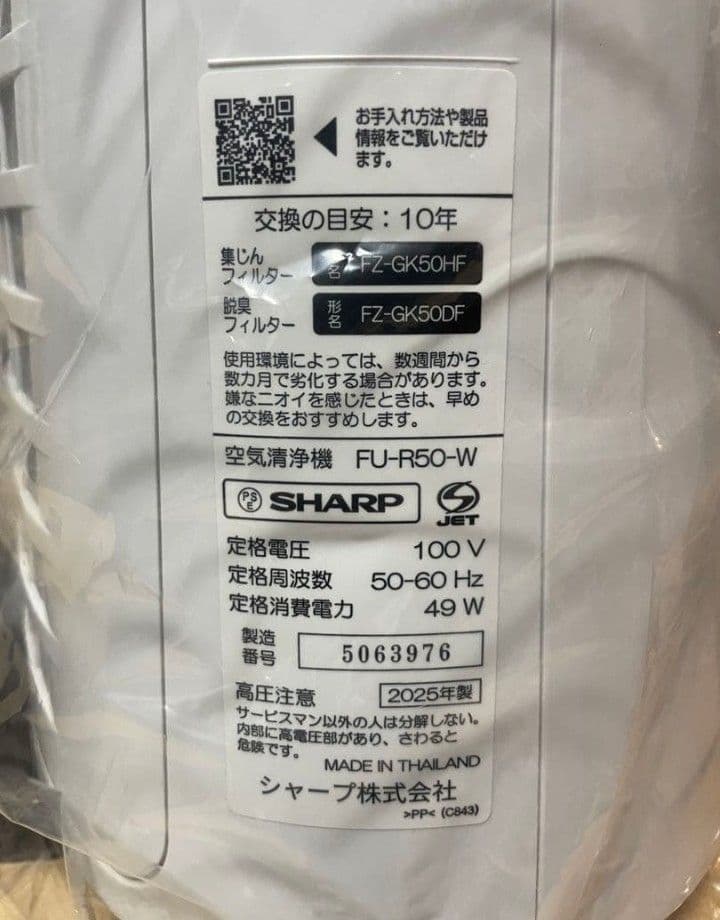 お手入れ方法や製品
情報をご覧いただけ
ます。
交換の目安：10年
集じん
フィルター
名 FZ-GK50HF
脱臭
フィルター
形名 FZ-GK50DF
使用環境によっては、数週間から
数カ月で劣化する場合があります。
嫌なニオイを感じたときは、早め
の交換をおすすめします。
空気清浄機 FU-R50-W
PSE SHARP
JET
定格電圧 100 V
定格周波数 50-60 Hz
定格消費電力 49 W
製造
番号
5063976
高圧注意 2025年製
サービスマン以外の人は分解しない。
内部に高電圧部があり、さわると
危険です。
MADE IN THAILAND
シャープ株式会社
>PP< (C843)